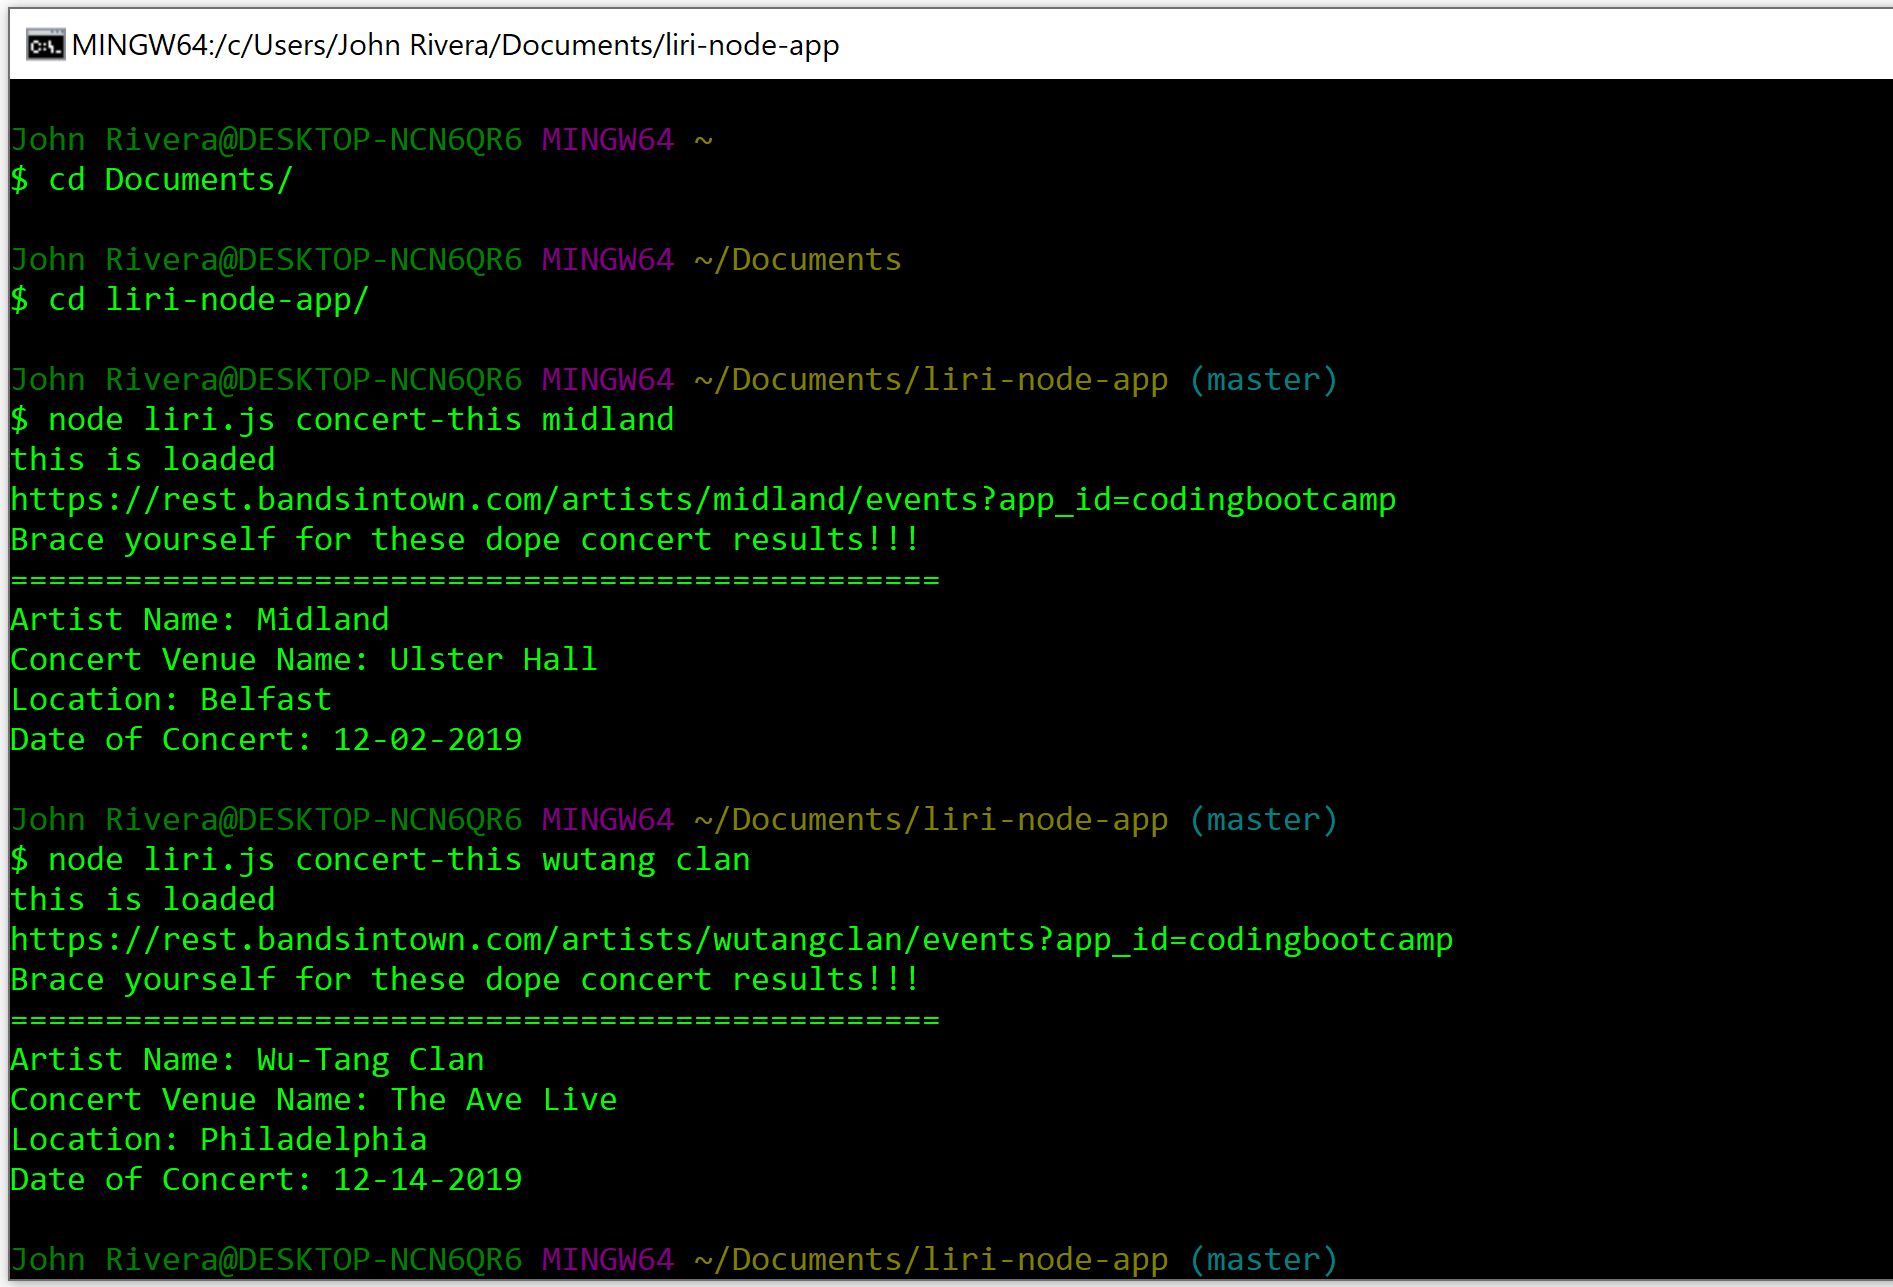 MINGW64:/c/Users/John Rivera/Documents/liri-node-app
John Rivera@DESKTOP-NCN6QR6 MINGW64 ~
$ cd Documents/
John Rivera@DESKTOP-NCN6QR6 MINGW64 ~/Documents
$ cd liri-node-app/
John Rivera@DESKTOP-NCN6QR6 MINGW64 ~/Documents/liri-node-app (master)
$ node liri.js concert-this midland
this is loaded
https://rest.bandsintown.com/artists/midland/events?app_id=codingbootcamp
Brace yourself for these dope concert results!!!
=================================================
Artist Name: Midland
Concert Venue Name: Ulster Hall
Location: Belfast
Date of Concert: 12-02-2019
John Rivera@DESKTOP-NCN6QR6 MINGW64 ~/Documents/liri-node-app (master)
$ node liri.js concert-this wutang clan
this is loaded
https://rest.bandsintown.com/artists/wutangclan/events?app_id=codingbootcamp
Brace yourself for these dope concert results!!!
=================================================
Artist Name: Wu-Tang Clan
Concert Venue Name: The Ave Live
Location: Philadelphia
Date of Concert: 12-14-2019
John Rivera@DESKTOP-NCN6QR6 MINGW64 ~/Documents/liri-node-app (master)